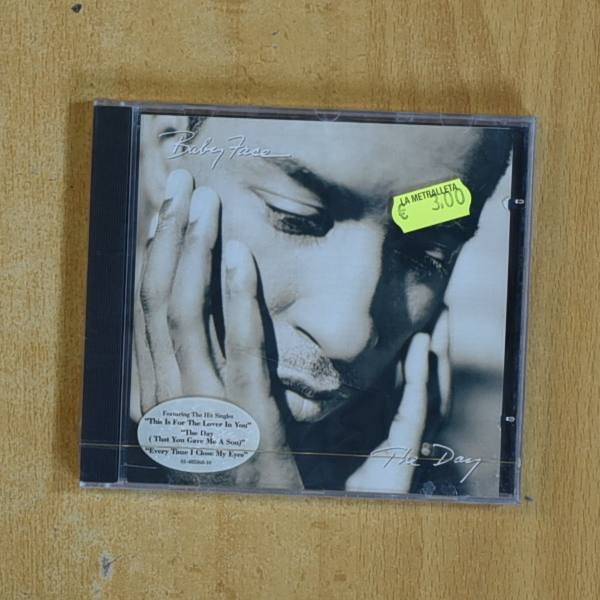 Baby Face
LA METRALLETA
€ 3.00
Featuring The Hit Singles
"This Is For The Lover In You"
"The Day
( That You Gave Me A Son)"
"Every Time I Close My Eyes"
The Day